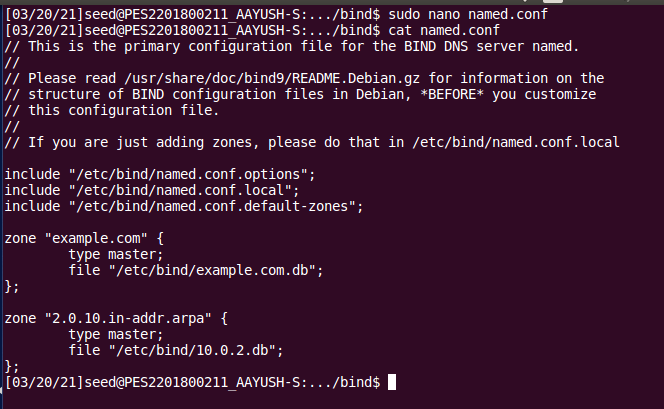 [03/20/21]seed@PES2201800211_AAYUSH-S:.../bind$ sudo nano named.conf
[03/20/21]seed@PES2201800211_AAYUSH-S:.../bind$ cat named.conf
// This is the primary configuration file for the BIND DNS server named.
//
// Please read /usr/share/doc/bind9/README.Debian.gz for information on the
// structure of BIND configuration files in Debian, *BEFORE* you customize
// this configuration file.
//
// If you are just adding zones, please do that in /etc/bind/named.conf.local

include "/etc/bind/named.conf.options";
include "/etc/bind/named.conf.local";
include "/etc/bind/named.conf.default-zones";

zone "example.com" {
        type master;
        file "/etc/bind/example.com.db";
};

zone "2.0.10.in-addr.arpa" {
        type master;
        file "/etc/bind/10.0.2.db";
};
[03/20/21]seed@PES2201800211_AAYUSH-S:.../bind$